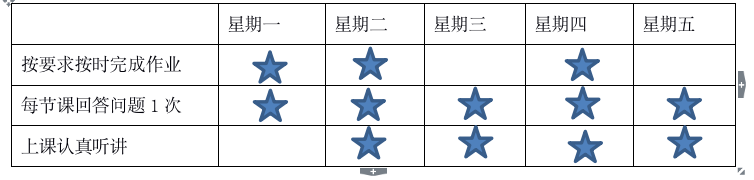 星期一 星期二 星期三 星期四 星期五
按要求按时完成作业
每节课回答问题 1 次
上课认真听讲